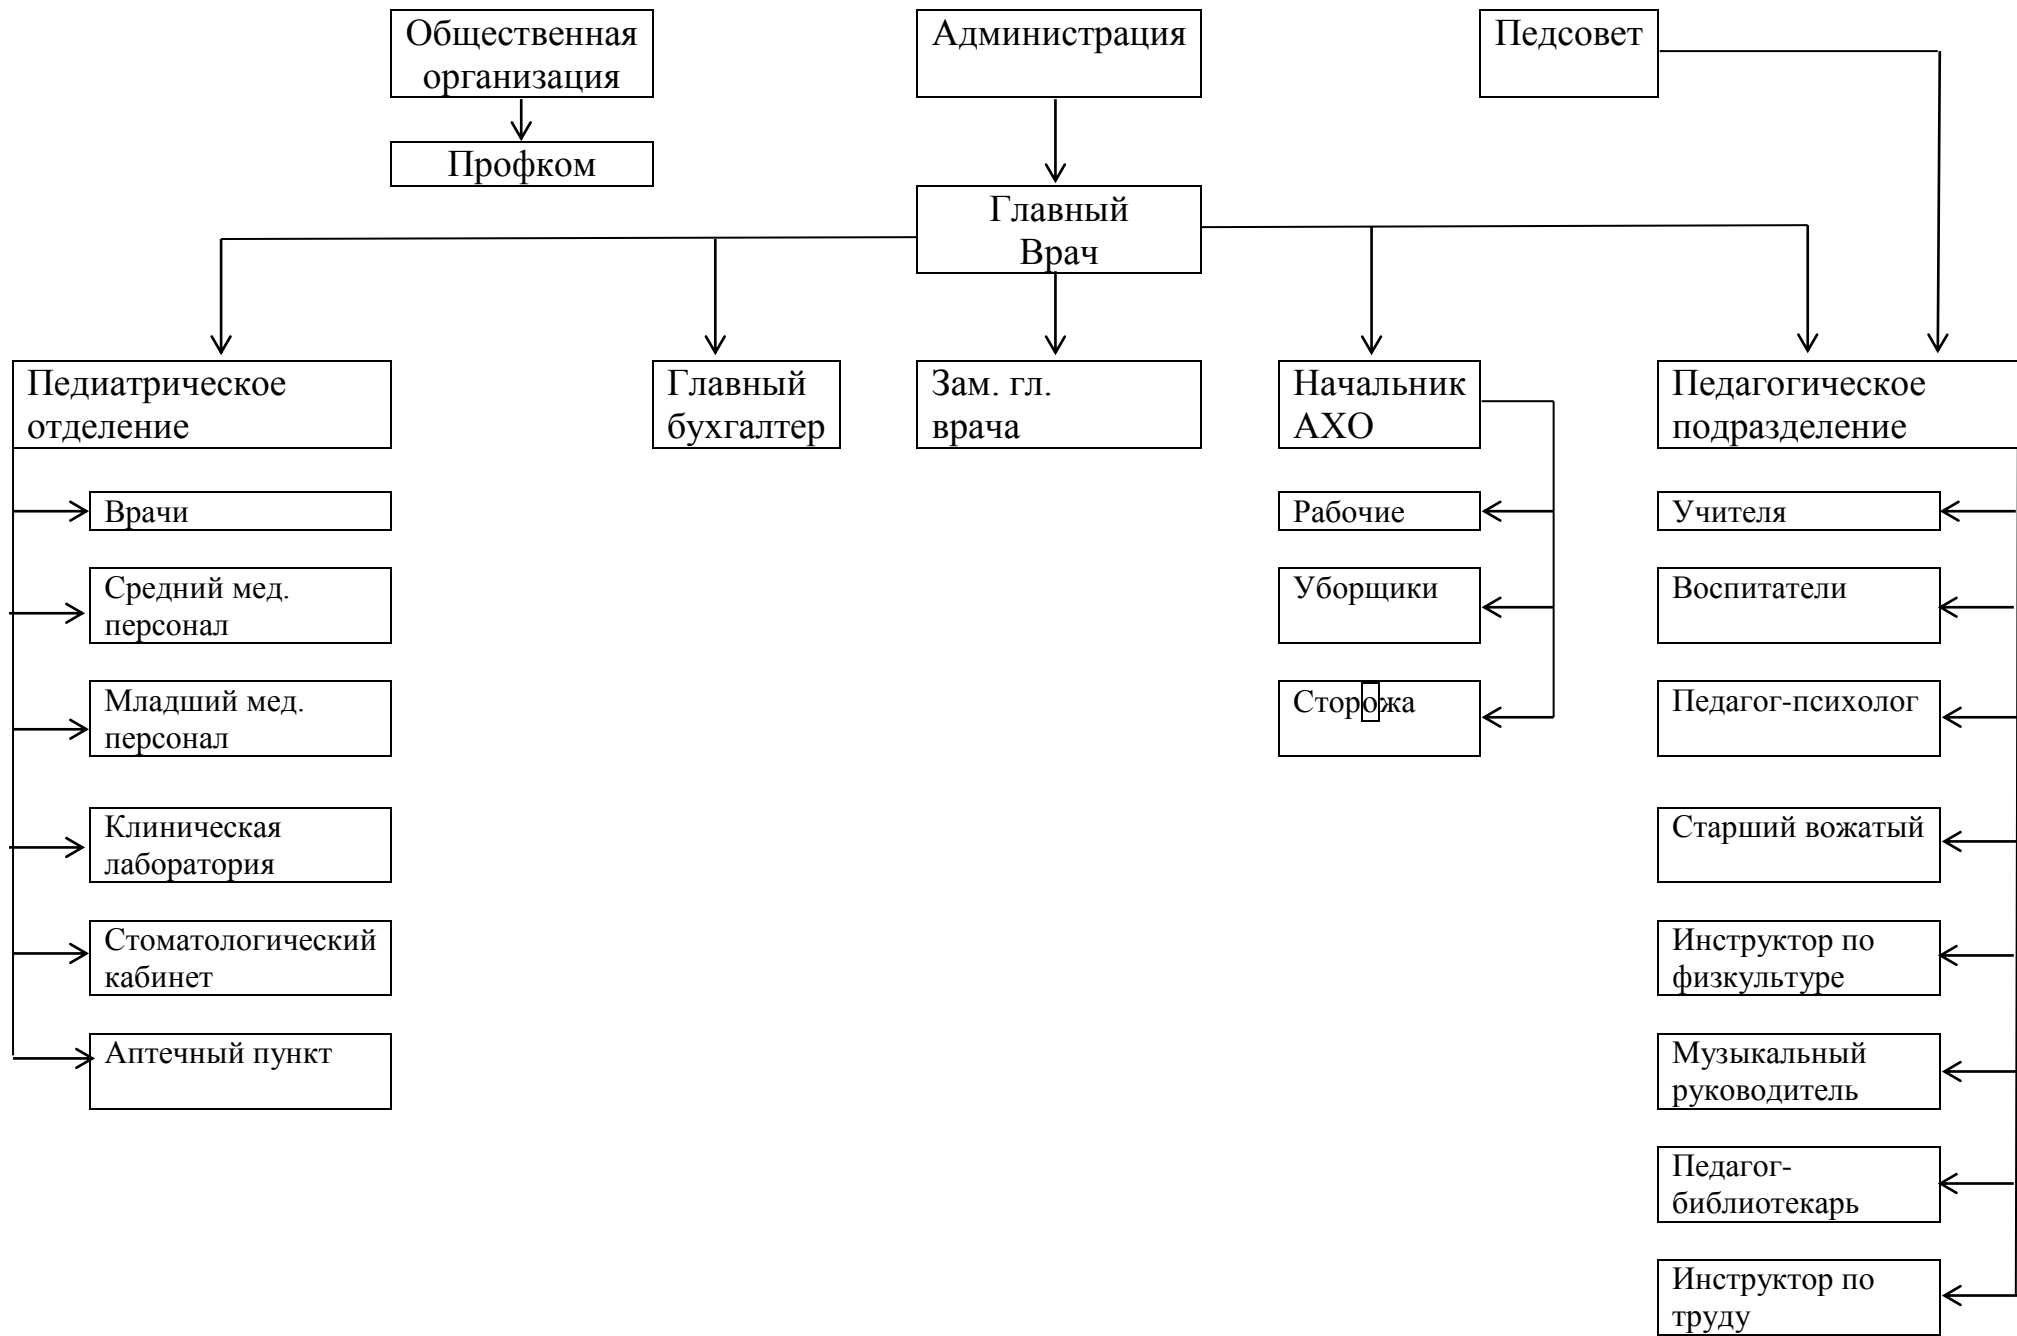 Общественная
организация
Администрация
Педсовет
Профком
Главный
Врач
Педиатрическое
отделение
Главный
бухгалтер
Зам. гл.
врача
Начальник
АХО
Педагогическое
подразделение
Врачи
Средний мед.
персонал
Младший мед.
персонал
Клиническая
лаборатория
Стоматологический
кабинет
Аптечный пункт
Рабочие
Уборщики
Сторожа
Учителя
Воспитатели
Педагог-психолог
Старший вожатый
Инструктор по
физкультуре
Музыкальный
руководитель
Педагог-
библиотекарь
Инструктор по
труду